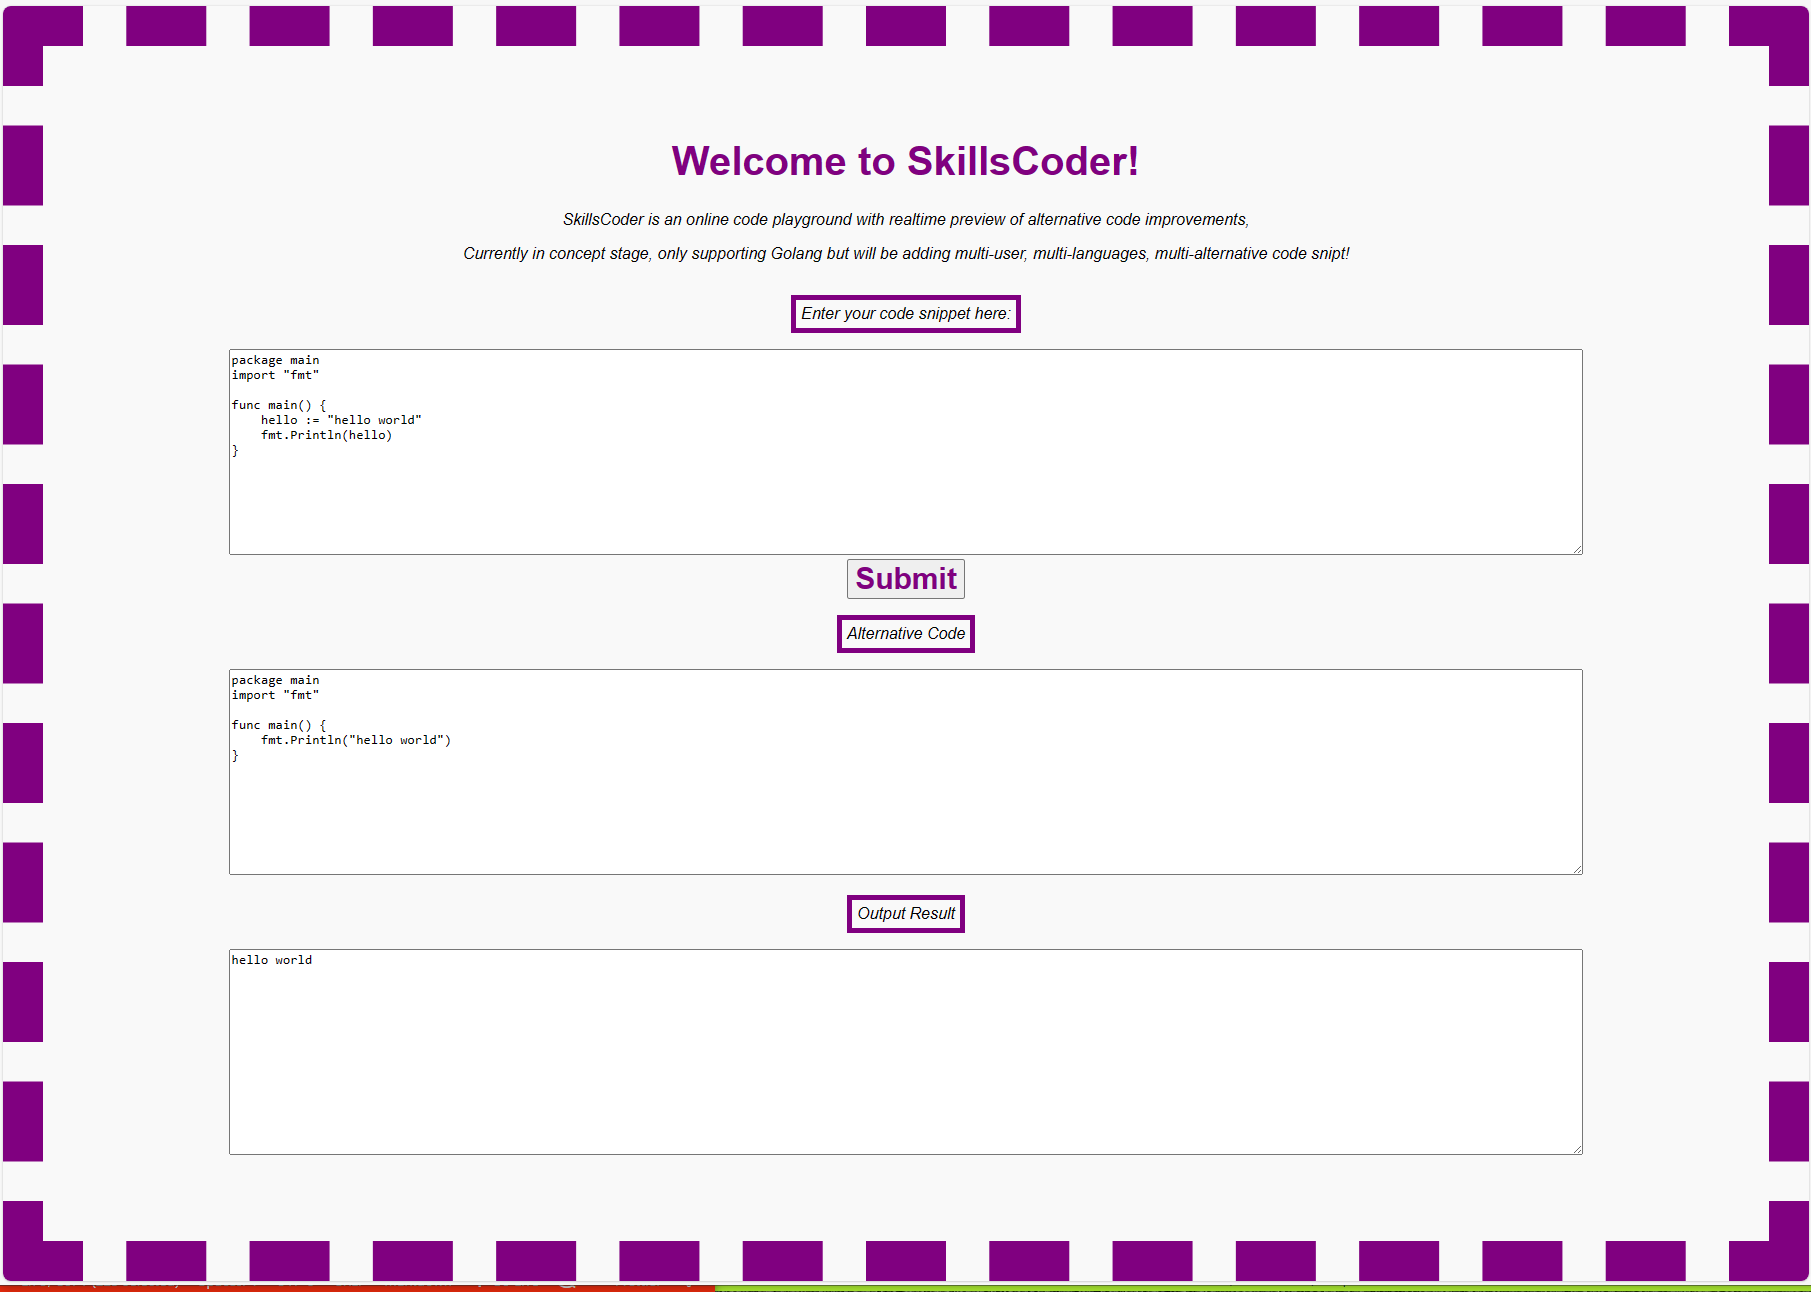 Welcome to SkillsCoder!
SkillsCoder is an online code playground with realtime preview of alternative code improvements,
Currently in concept stage, only supporting Golang but will be adding multi-user, multi-languages, multi-alternative code snipt!
Enter your code snippet here:
package main
import "fmt"
func main() {
    hello := "hello world"
    fmt.Println(hello)
}
Submit
Alternative Code
package main
import "fmt"
func main() {
    fmt.Println("hello world")
}
Output Result
hello world